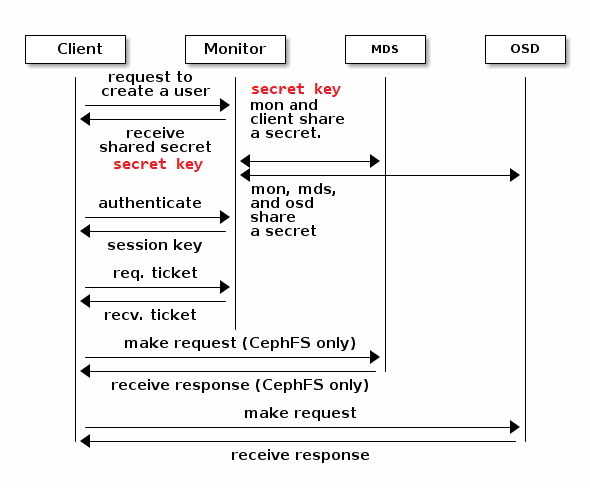 Client
Monitor
MDS
OSD
request to
create a user
secret key
mon and
client share
a secret.
receive
shared secret
secret key
mon, mds,
and osd
share
a secret
authenticate
session key
req. ticket
recv. ticket
make request (CephFS only)
receive response (CephFS only)
make request
receive response